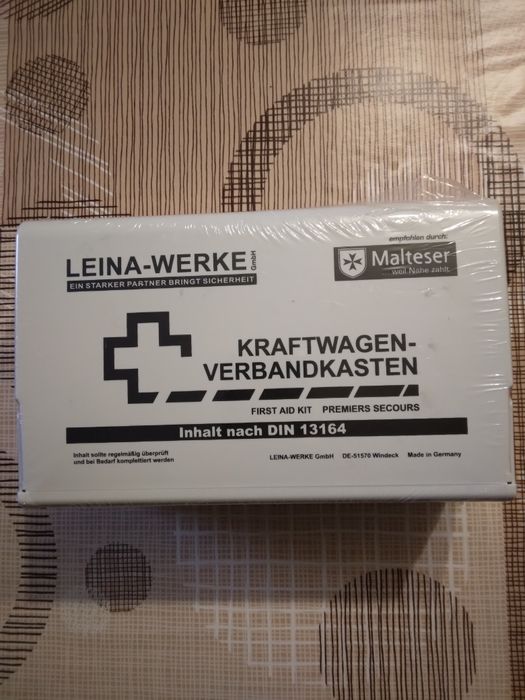 LEINA-WERKE GmbH
EIN STARKER PARTNER BRINGT SICHERHEIT
empfohlen durch:
Malteser
...weil Nähe zählt.
KRAFTWAGEN-
VERBANDKASTEN
FIRST AID KIT PREMIERS SECOURS
Inhalt nach DIN 13164
Inhalt sollte regelmäßig überprüft
und bei Bedarf komplettiert werden
LEINA-WERKE GmbH DE-51570 Windeck Made in Germany